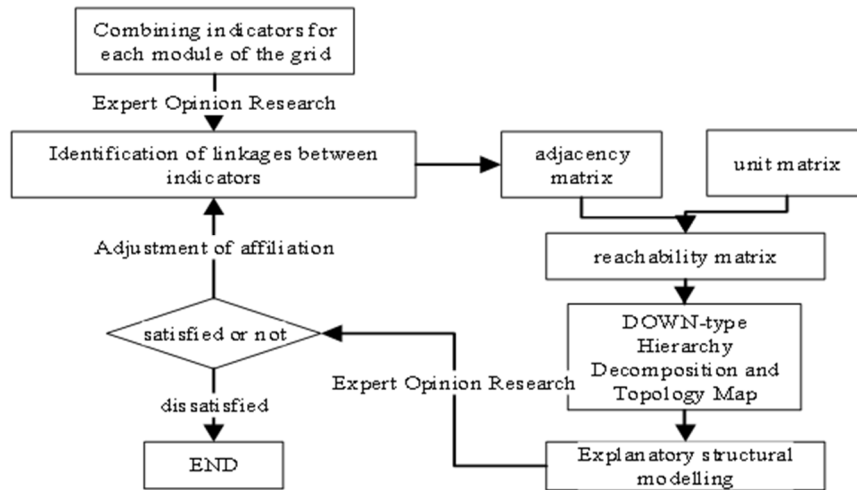 Combining indicators for
each module of the grid
Expert Opinion Research
Identification of linkages between
indicators
adjacency
matrix
unit matrix
Adjustment of affiliation
reachability matrix
satisfied or not
DOWN-type
Hierarchy
Decomposition and
Topology Map
Expert Opinion Research
dissatisfied
END
Explanatory structural
modelling